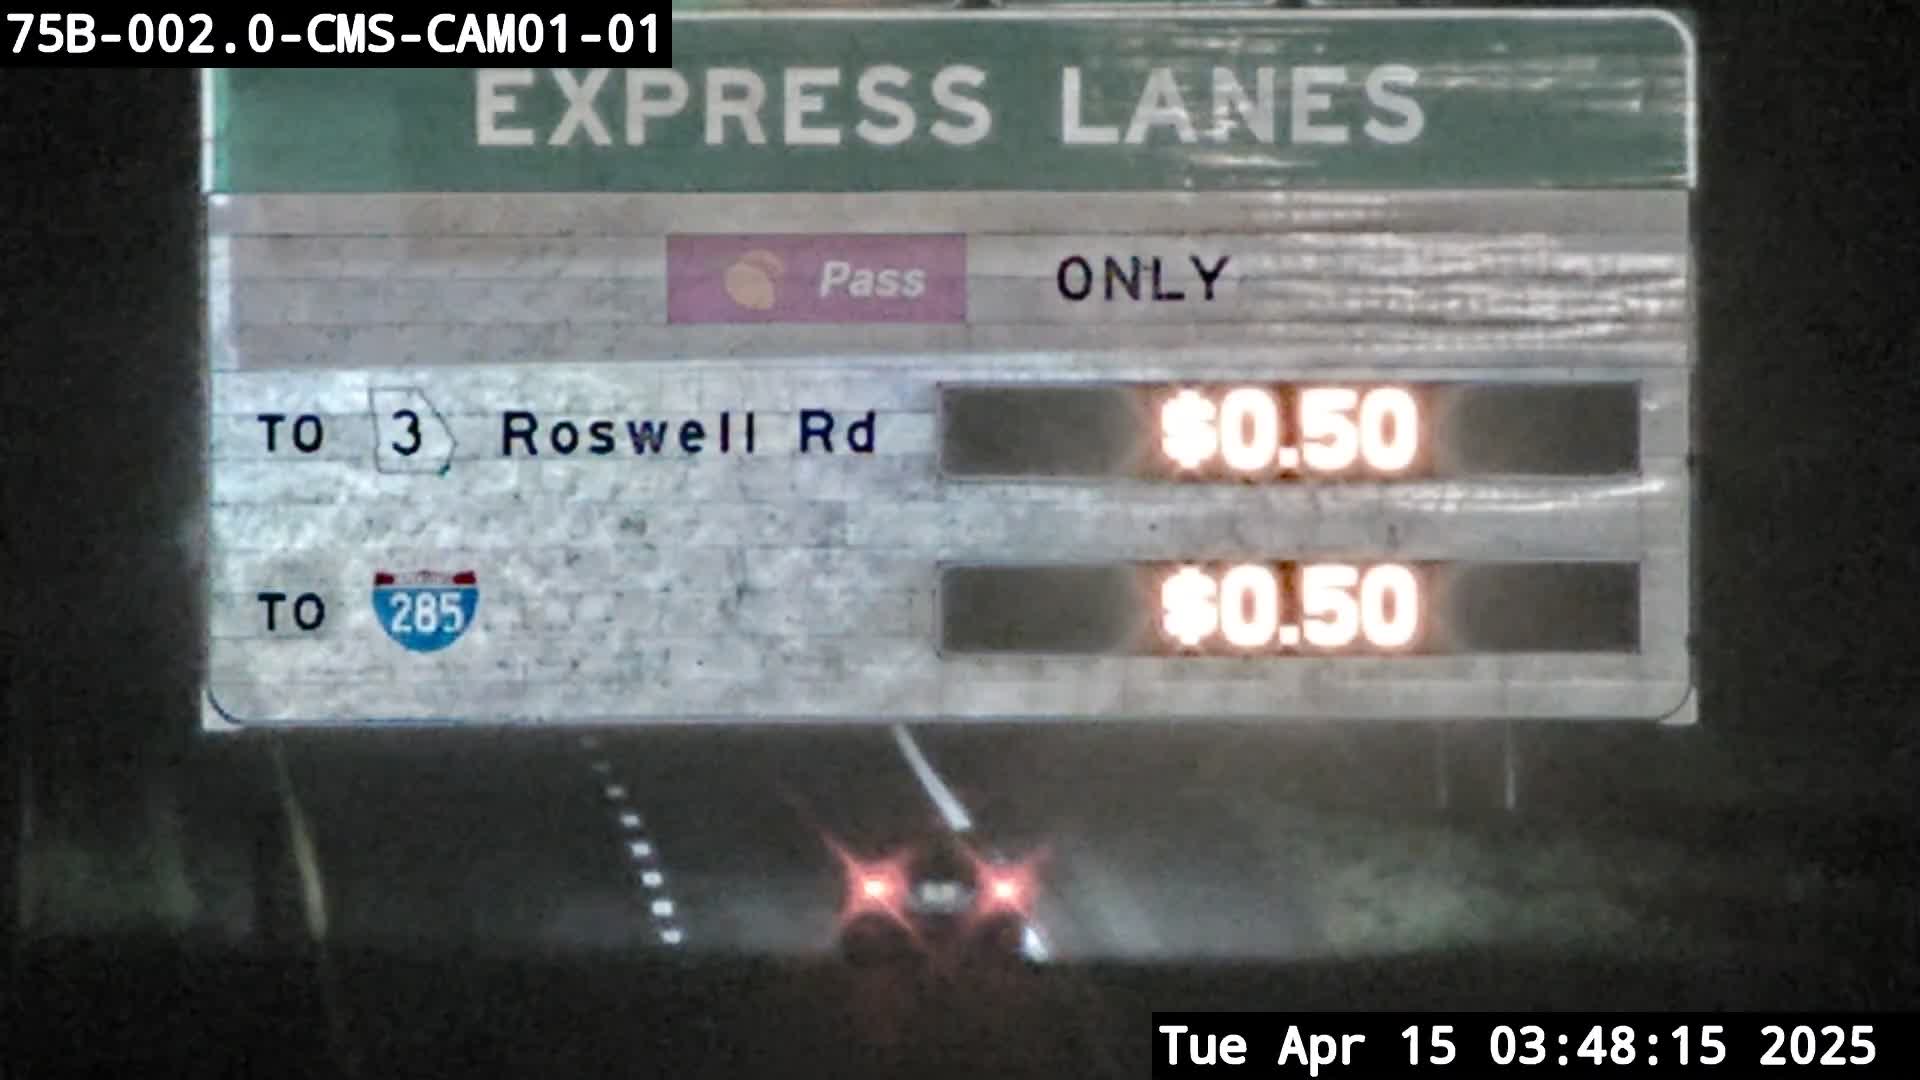 75B-002.0-CMS-CAM01-01
EXPRESS LANES
Pass ONLY
TO 3 Roswell Rd $0.50
TO 285 $0.50
Tue Apr 15 03:48:15 2025